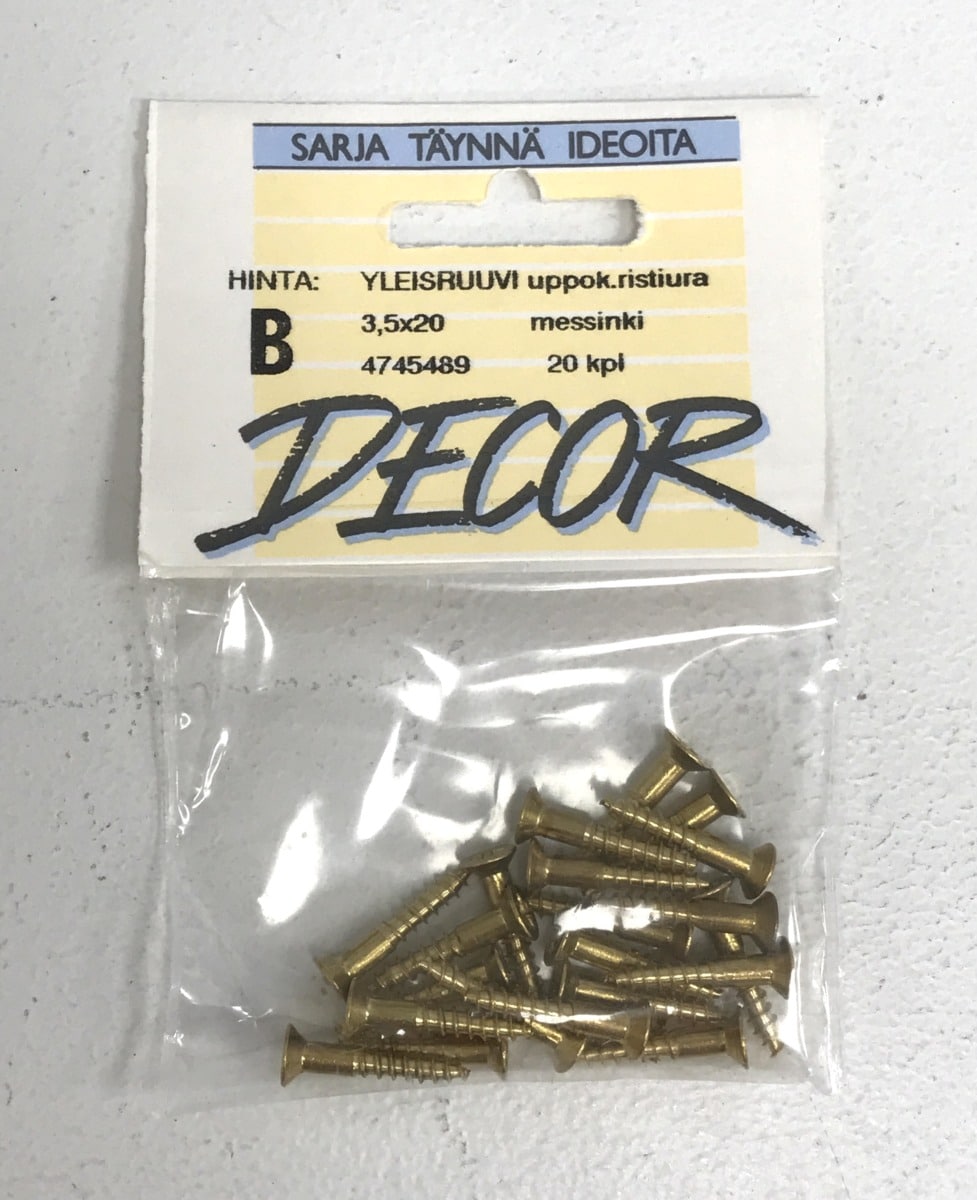 SARJA TÄYNNÄ IDEOITA
HINTA: YLEISRUUVI uppok.ristiura
B 3,5x20 messinki
4745489 20 kpl
DECOR